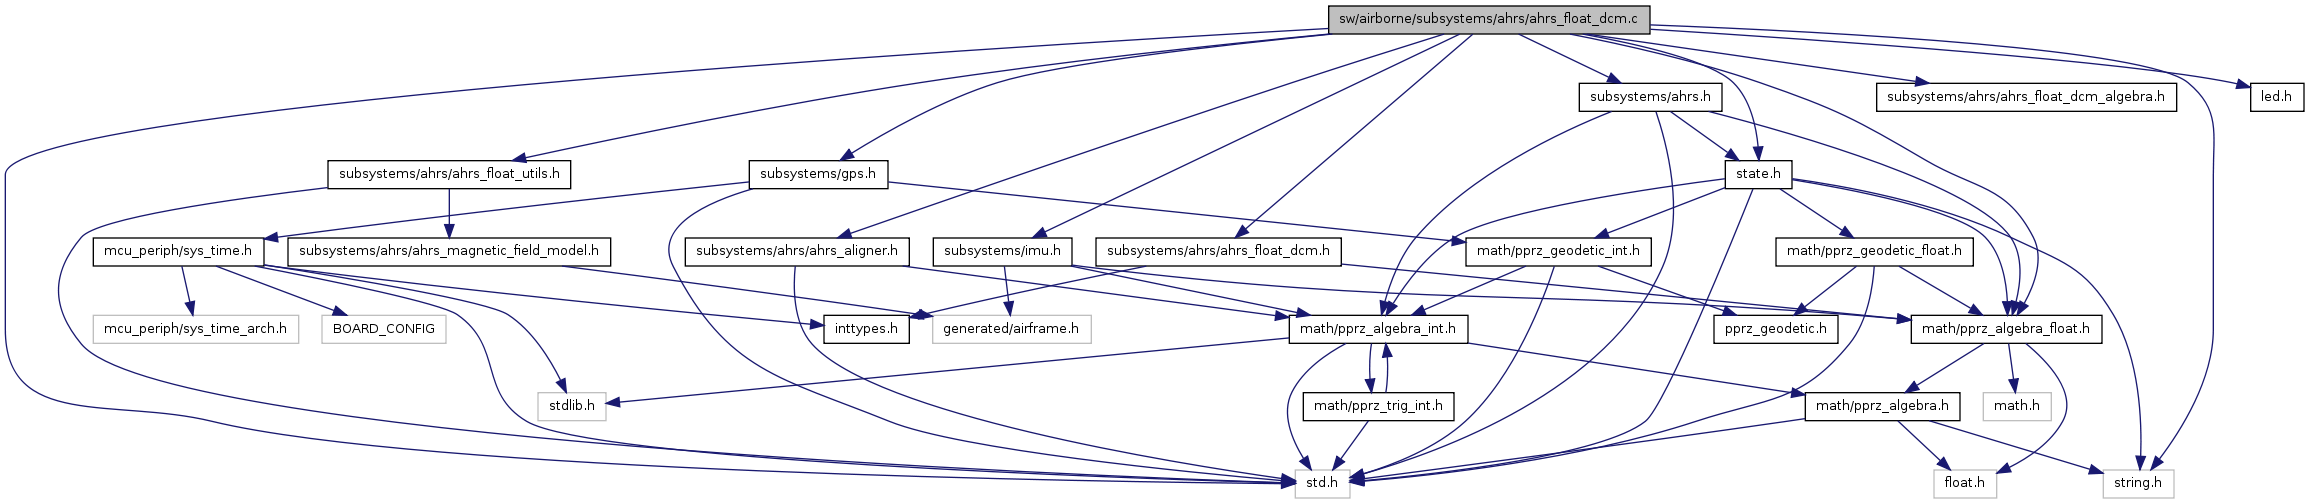 sw/airborne/subsystems/ahrs/ahrs_float_dcm.c
subsystems/ahrs.h
subsystems/ahrs/ahrs_float_dcm_algebra.h
led.h
subsystems/ahrs/ahrs_float_utils.h
subsystems/gps.h
state.h
mcu_periph/sys_time.h
subsystems/ahrs/ahrs_magnetic_field_model.h
subsystems/ahrs/ahrs_aligner.h
subsystems/imu.h
subsystems/ahrs/ahrs_float_dcm.h
math/pprz_geodetic_int.h
math/pprz_geodetic_float.h
mcu_periph/sys_time_arch.h
BOARD_CONFIG
inttypes.h
generated/airframe.h
math/pprz_algebra_int.h
pprz_geodetic.h
math/pprz_algebra_float.h
stdlib.h
math/pprz_trig_int.h
math/pprz_algebra.h
math.h
std.h
float.h
string.h